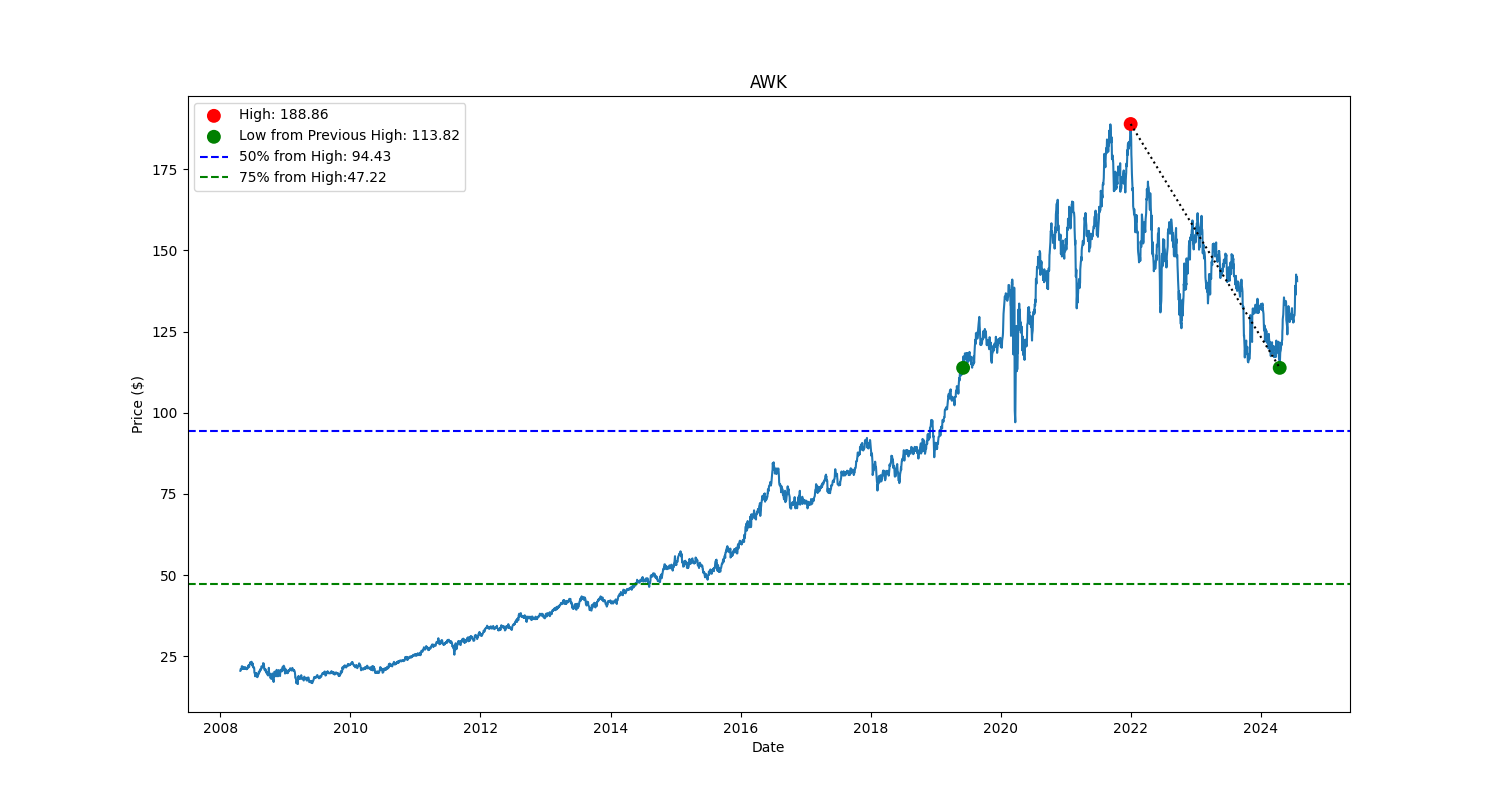 AWK
High: 188.86
Low from Previous High: 113.82
50% from High: 94.43
75% from High:47.22
Price ($)
175
150
125
100
75
50
25
2008 2010 2012 2014 2016 2018 2020 2022 2024
Date